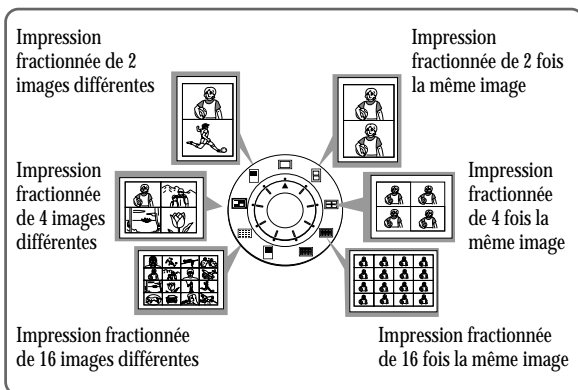 Impression
fractionnée de 2
images différentes
Impression
fractionnée de 2 fois
la même image
Impression
fractionnée
de 4 images
différentes
Impression
fractionnée
de 4 fois la
même image
Impression fractionnée
de 16 images différentes
Impression fractionnée
de 16 fois la même image